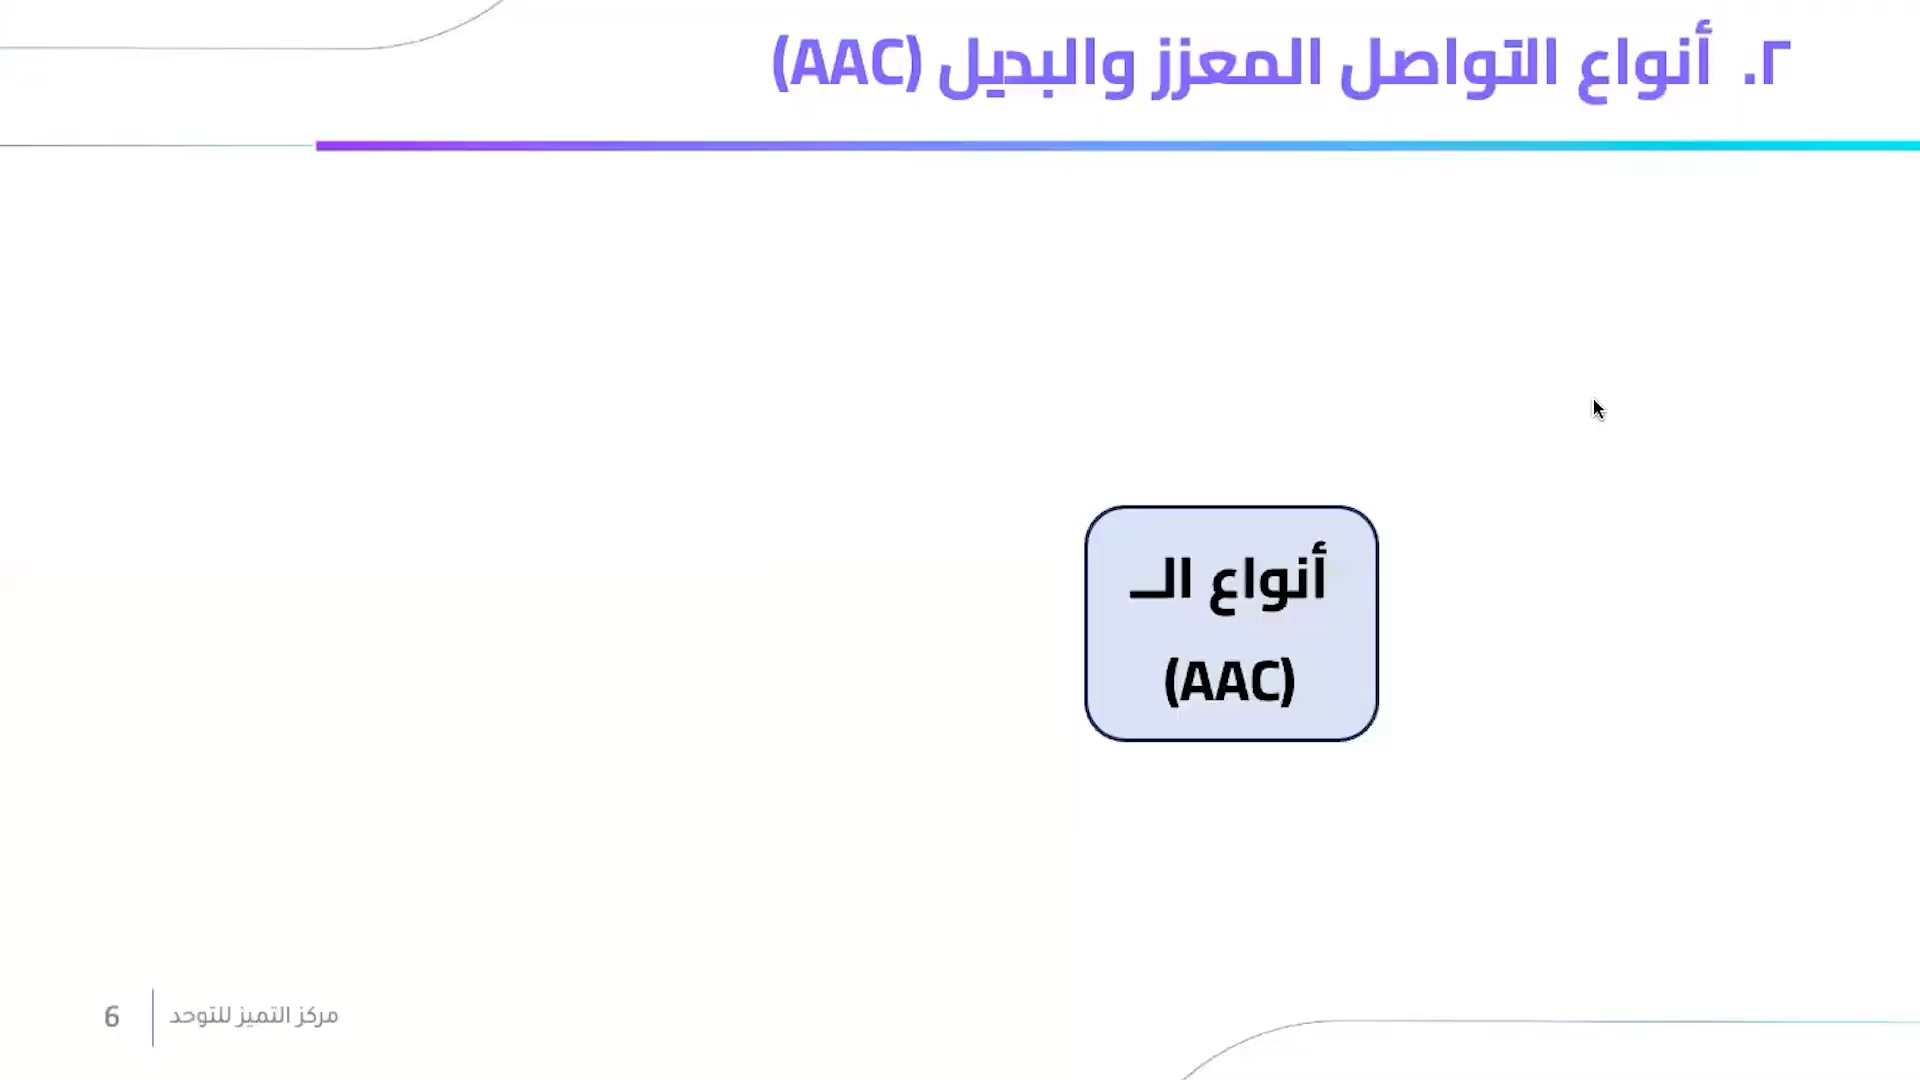 ٢. أنواع التواصل المعزز والبديل (AAC)
أنواع الـ
(AAC)
مركز التميز للتوحد
6